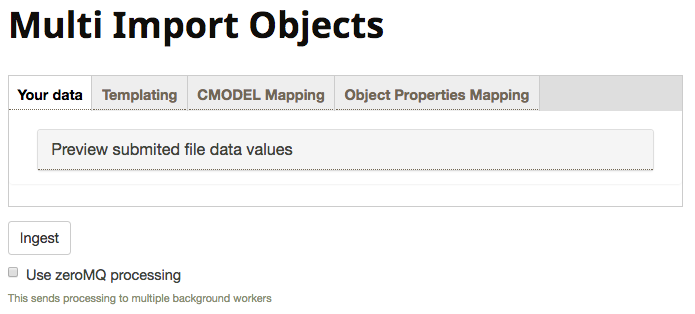 Multi Import Objects
Your data Templating CMODEL Mapping Object Properties Mapping
Preview submited file data values
Ingest
Use zeroMQ processing
This sends processing to multiple background workers